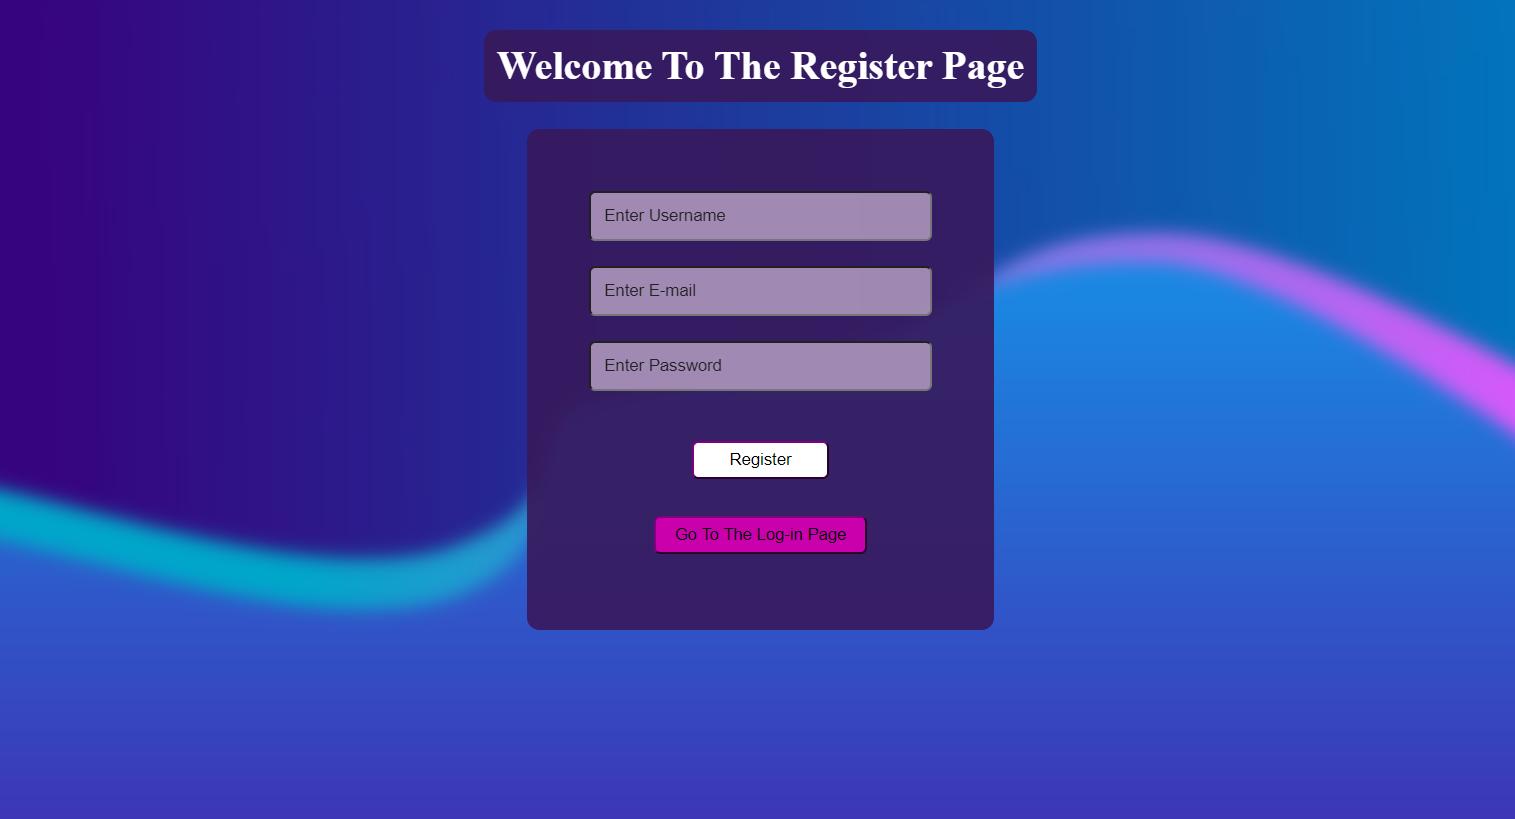 Welcome To The Register Page
Enter Username
Enter E-mail
Enter Password
Register
Go To The Log-in Page